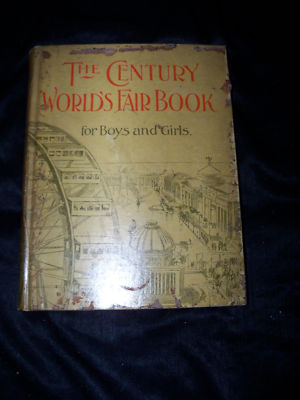 The Century
World's Fair Book
for Boys and Girls.